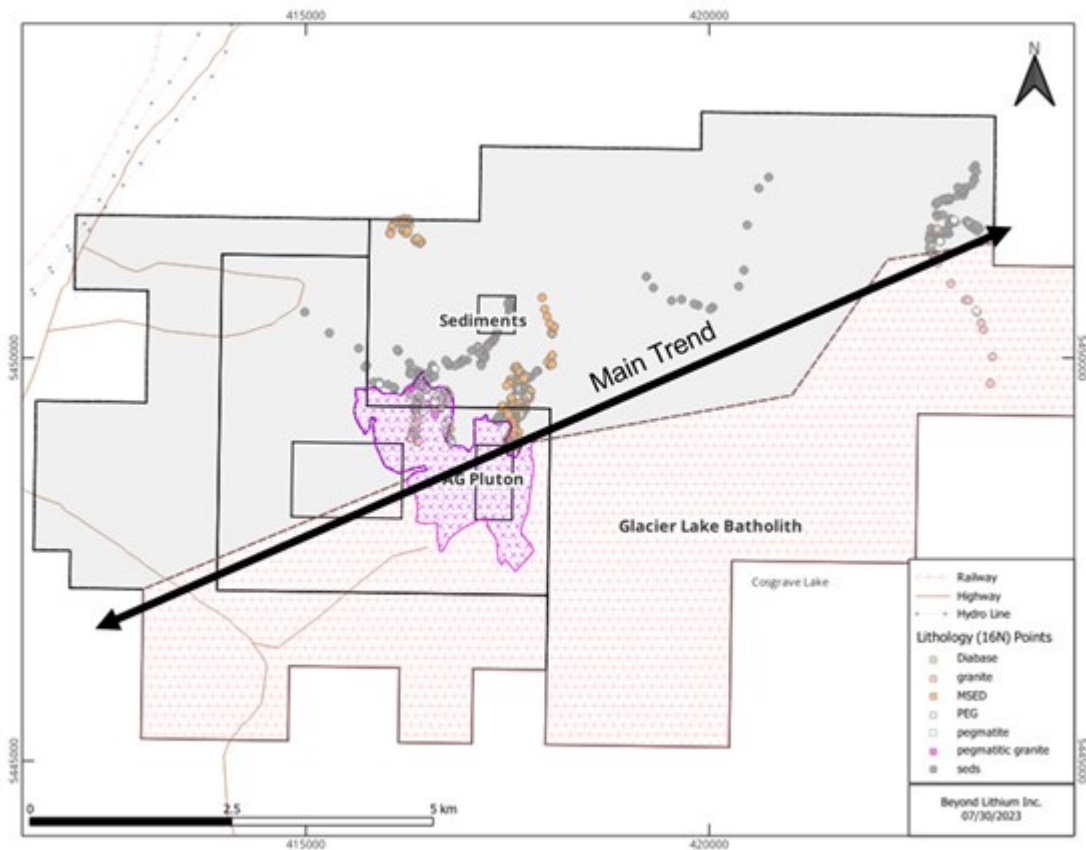 415000
420000
N
Sediments
Main Trend
5450000
5450000
AG Pluton
Glacier Lake Batholith
Cosgrave Lake
Railway
Highway
Hydro Line
Lithology (16N) Points
Diabase
granite
MSED
PEG
pegmatite
pegmatitic granite
seds
5445000
5445000
Beyond Lithium Inc.
07/30/2023
0
2.5
5 km
415000
420000